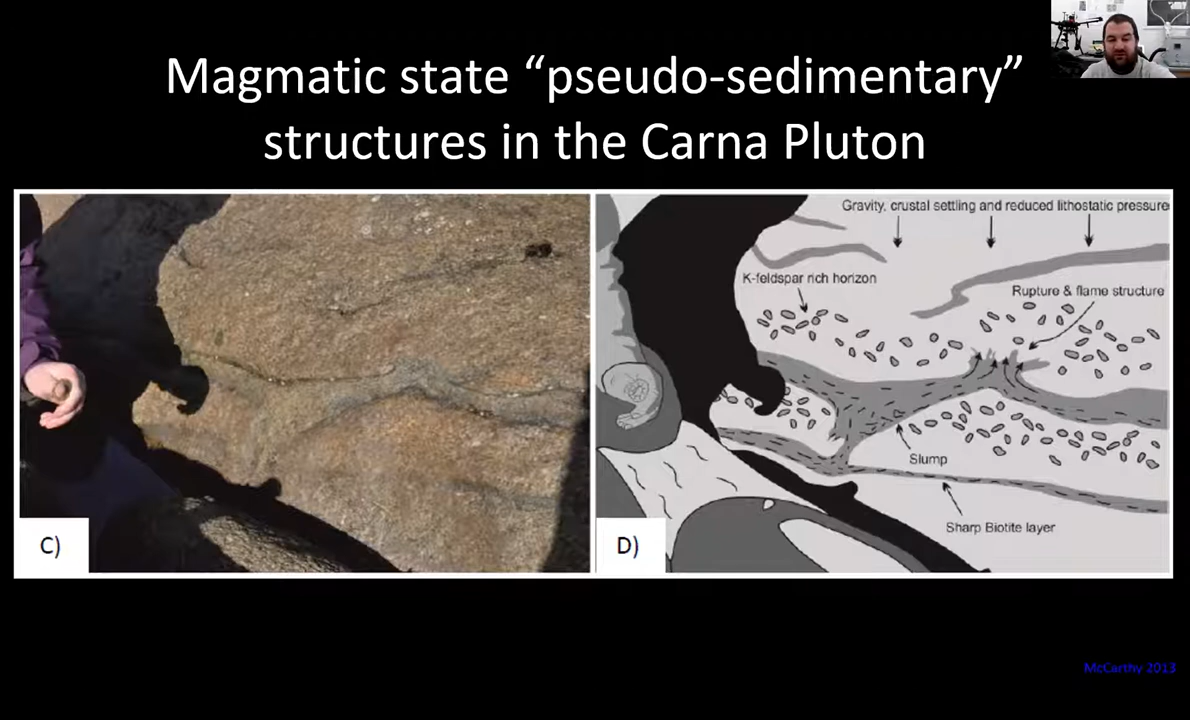 Magmatic state “pseudo-sedimentary”
structures in the Carna Pluton
Gravity, crustal settling and reduced lithostatic pressure
K-feldspar rich horizon
Rupture & flame structure
Slump
Sharp Biotite layer
C)
D)
McCarthy 2013